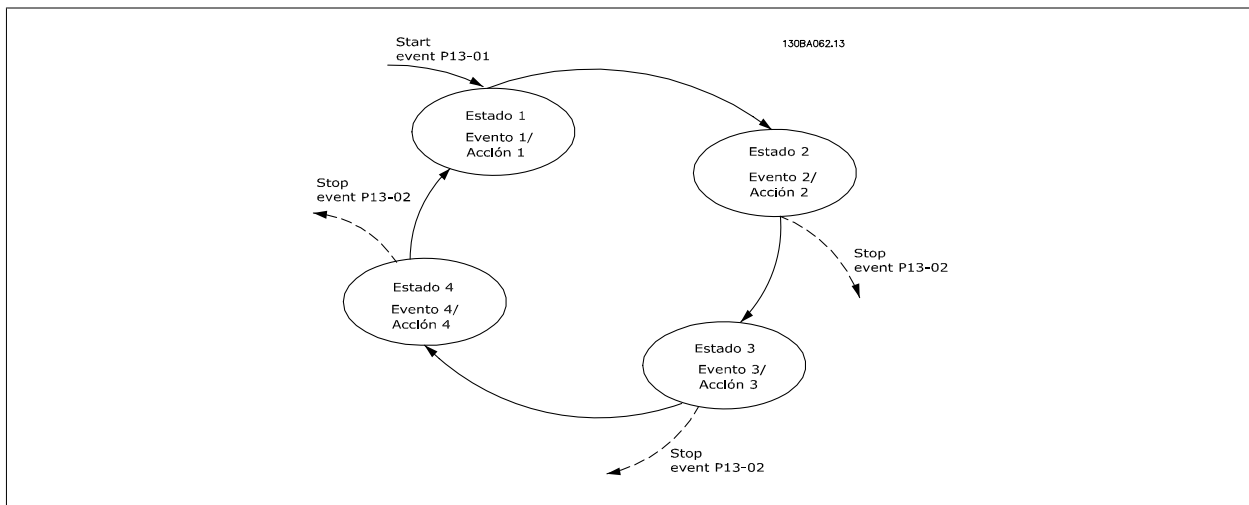 Start
event P13-01
130BA062.13
Estado 1
Evento 1/
Acción 1
Estado 2
Evento 2/
Acción 2
Stop
event P13-02
Stop
event P13-02
Estado 4
Evento 4/
Acción 4
Estado 3
Evento 3/
Acción 3
Stop
event P13-02